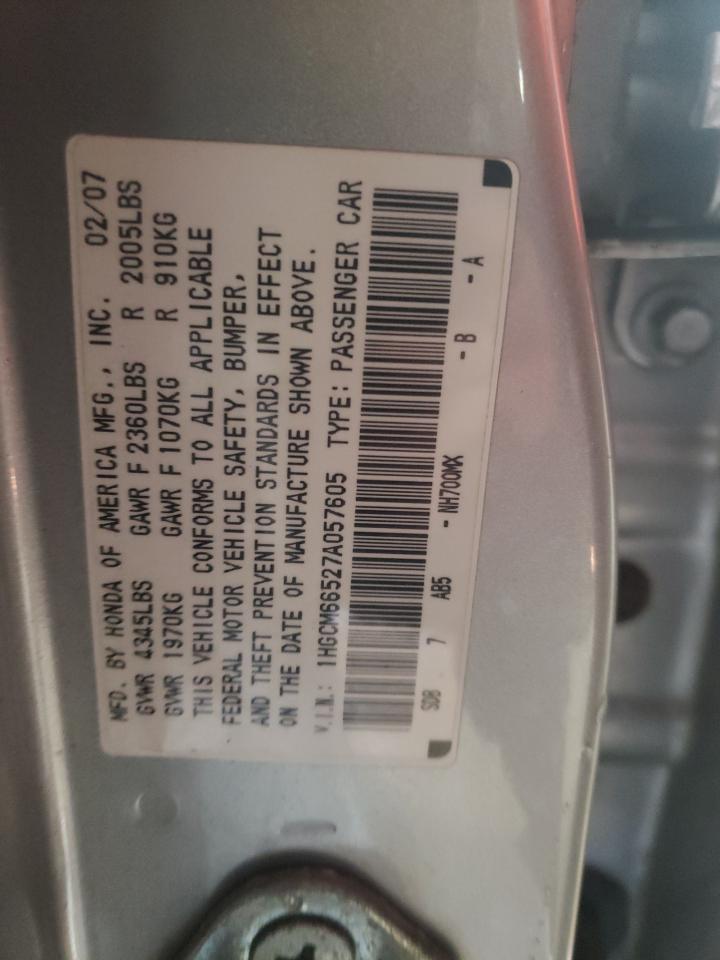 MFD. BY HONDA OF AMERICA MFG., INC. 02/07
GVWR 4345LBS GAWR F 2360LBS R 2005LBS
GVWR 1970KG GAWR F 1070KG R 910KG
THIS VEHICLE CONFORMS TO ALL APPLICABLE
FEDERAL MOTOR VEHICLE SAFETY, BUMPER,
AND THEFT PREVENTION STANDARDS IN EFFECT
ON THE DATE OF MANUFACTURE SHOWN ABOVE.
V.I.N.: 1HGCM66527A057605 TYPE: PASSENGER CAR
SDB 7 AB5 - NH700MX - B - A